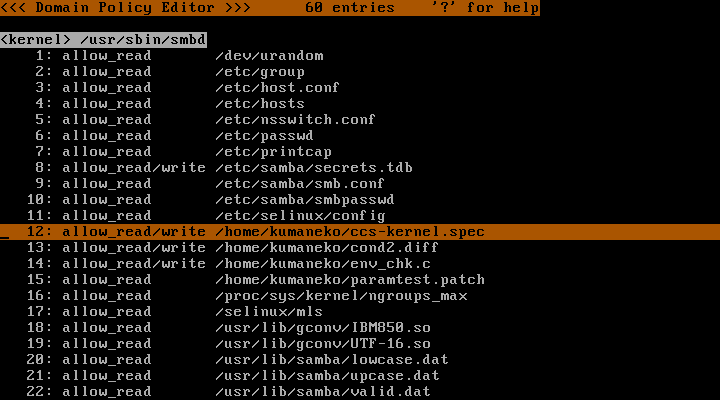 <<< Domain Policy Editor >>>      60 entries    '?' for help
<kernel> /usr/sbin/smbd
    1: allow_read       /dev/urandom
    2: allow_read       /etc/group
    3: allow_read       /etc/host.conf
    4: allow_read       /etc/hosts
    5: allow_read       /etc/nsswitch.conf
    6: allow_read       /etc/passwd
    7: allow_read       /etc/printcap
    8: allow_read/write /etc/samba/secrets.tdb
    9: allow_read       /etc/samba/smb.conf
   10: allow_read       /etc/samba/smbpasswd
   11: allow_read       /etc/selinux/config
   12: allow_read/write /home/kumaneko/ccs-kernel.spec
   13: allow_read/write /home/kumaneko/cond2.diff
   14: allow_read/write /home/kumaneko/env_chk.c
   15: allow_read       /home/kumaneko/paramtest.patch
   16: allow_read       /proc/sys/kernel/ngroups_max
   17: allow_read       /selinux/mls
   18: allow_read       /usr/lib/gconv/IBM850.so
   19: allow_read       /usr/lib/gconv/UTF-16.so
   20: allow_read       /usr/lib/samba/lowcase.dat
   21: allow_read       /usr/lib/samba/upcase.dat
   22: allow_read       /usr/lib/samba/valid.dat